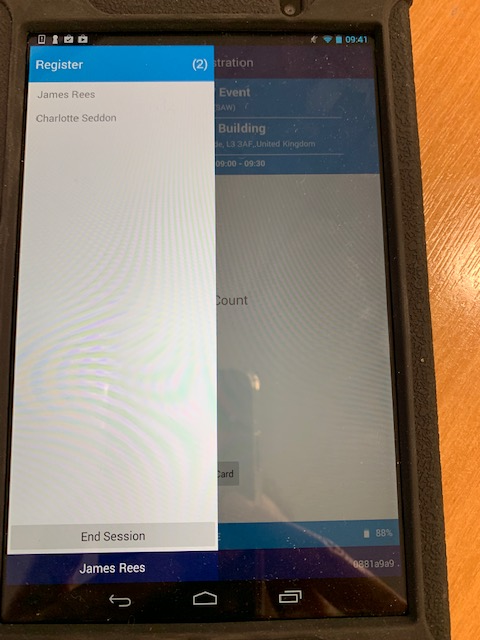 09:41
Register (2)
stration
James Rees
Charlotte Seddon
Event
SAW)
Building
de, L3 3AF, United Kingdom
09:00 - 09:30
Count
Card
End Session
88%
James Rees
0881a9a9